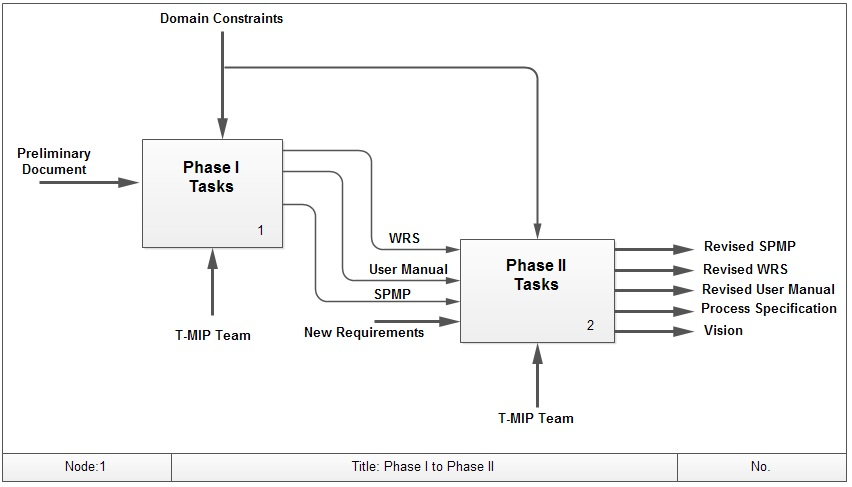 Domain Constraints
Preliminary
Document
Phase I
Tasks
1
T-MIP Team
WRS
User Manual
SPMP
New Requirements
Phase II
Tasks
2
T-MIP Team
Revised SPMP
Revised WRS
Revised User Manual
Process Specification
Vision
Node:1
Title: Phase I to Phase II
No.